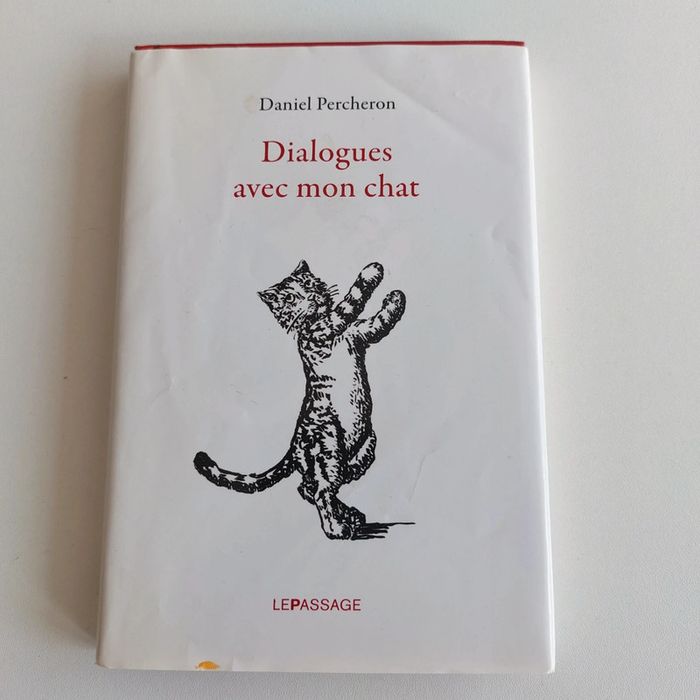 Daniel Percheron
Dialogues
avec mon chat
LEPASSAGE